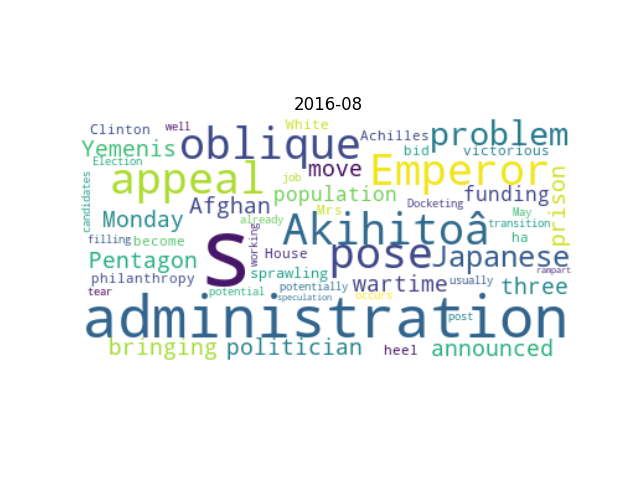 2016-08
Clinton well White Achilles problem
Yemenis oblique move bid victorious
Election appeal job Emperor
candidates population funding prison
Afghan Mrs Docketing
Monday already Akihitoâ May transition
filling become working ha
Pentagon s House pose Japanese
philanthropy sprawling wartime usually rampart
tear potential potentially speculation occurs three
administration post
bringing politician heel announced